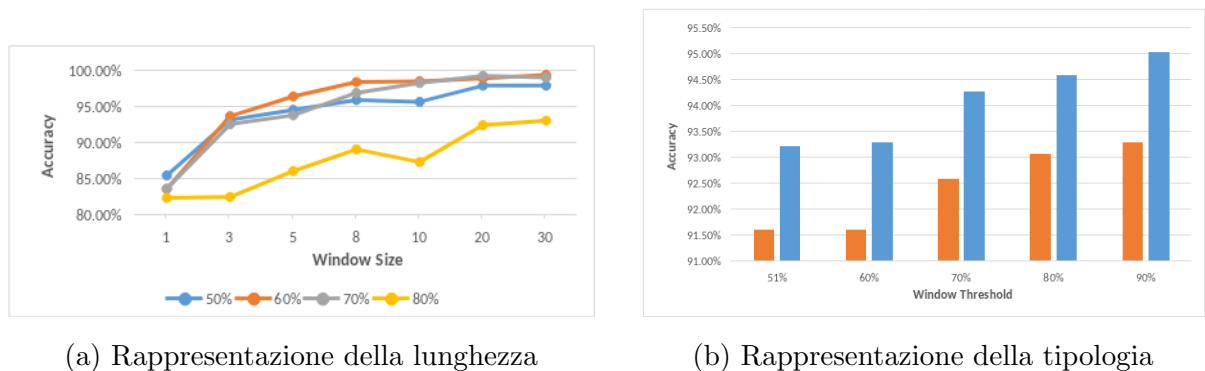 100.00%
95.00%
90.00%
85.00%
80.00%
Accuracy
1 3 5 8 10 20 30
Window Size
50% 60% 70% 80%
(a) Rappresentazione della lunghezza
95.50%
95.00%
94.50%
94.00%
93.50%
93.00%
92.50%
92.00%
91.50%
91.00%
Accuracy
51% 60% 70% 80% 90%
Window Threshold
(b) Rappresentazione della tipologia